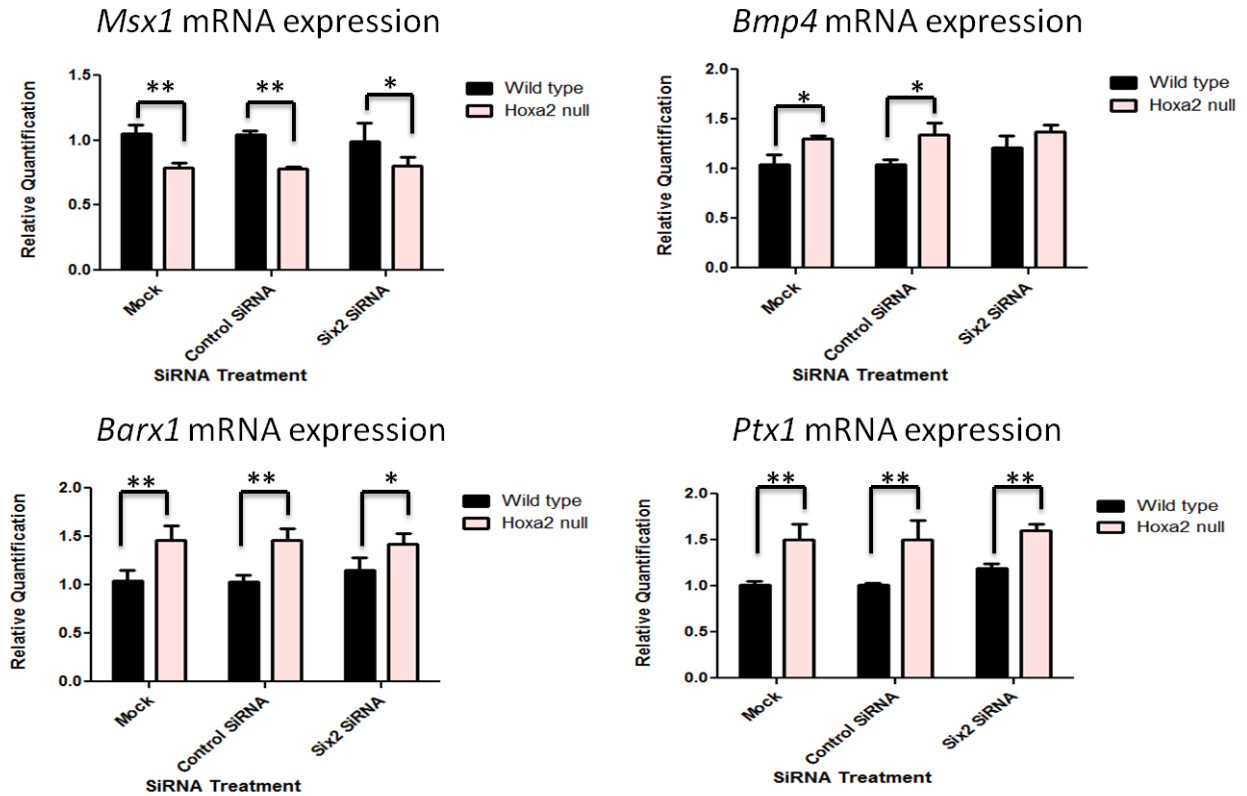 Msx1 mRNA expression
Relative Quantification
1.5
1.0
0.5
0.0
**
**
*
Wild type
Hoxa2 null
Mock
Control SiRNA
Six2 SiRNA
SiRNA Treatment
Bmp4 mRNA expression
Relative Quantification
2.0
1.5
1.0
0.5
0.0
*
*
Wild type
Hoxa2 null
Mock
Control SiRNA
Six2 SiRNA
SiRNA Treatment
Barx1 mRNA expression
Relative Quantification
2.0
1.5
1.0
0.5
0.0
**
**
*
Wild type
Hoxa2 null
Mock
Control SiRNA
Six2 SiRNA
SiRNA Treatment
Ptx1 mRNA expression
Relative Quantification
2.0
1.5
1.0
0.5
0.0
**
**
**
Wild type
Hoxa2 null
Mock
Control SiRNA
Six2 SiRNA
SiRNA Treatment